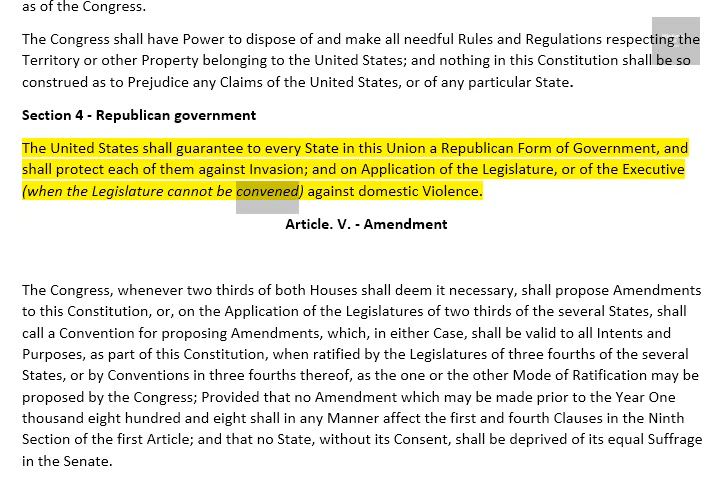 as of the Congress.
The Congress shall have Power to dispose of and make all needful Rules and Regulations respecting the
Territory or other Property belonging to the United States; and nothing in this Constitution shall be so
construed as to Prejudice any Claims of the United States, or of any particular State.
Section 4 - Republican government
The United States shall guarantee to every State in this Union a Republican Form of Government, and
shall protect each of them against Invasion; and on Application of the Legislature, or of the Executive
(when the Legislature cannot be convened) against domestic Violence.
Article. V. - Amendment
The Congress, whenever two thirds of both Houses shall deem it necessary, shall propose Amendments
to this Constitution, or, on the Application of the Legislatures of two thirds of the several States, shall
call a Convention for proposing Amendments, which, in either Case, shall be valid to all Intents and
Purposes, as part of this Constitution, when ratified by the Legislatures of three fourths of the several
States, or by Conventions in three fourths thereof, as the one or the other Mode of Ratification may be
proposed by the Congress; Provided that no Amendment which may be made prior to the Year One
thousand eight hundred and eight shall in any Manner affect the first and fourth Clauses in the Ninth
Section of the first Article; and that no State, without its Consent, shall be deprived of its equal Suffrage
in the Senate.